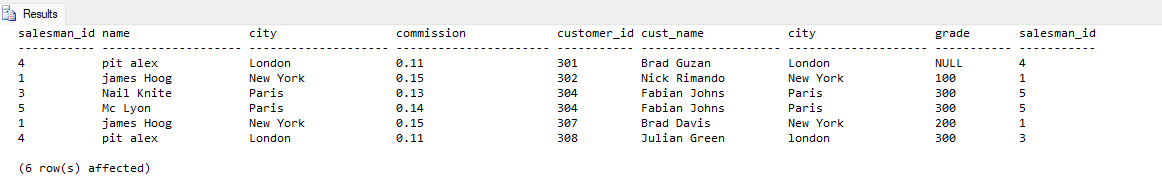 Results
salesman_id name                 city                 commission             customer_id cust_name            city                 grade       salesman_id
----------- -------------------- -------------------- ---------------------- ----------- -------------------- -------------------- ----------- -----------
4           pit alex             London               0.11                   301         Brad Guzan           London               NULL        4
1           james Hoog           New York             0.15                   302         Nick Rimando         New York             100         1
3           Nail Knite           Paris                0.13                   304         Fabian Johns         Paris                300         5
5           Mc Lyon              Paris                0.14                   304         Fabian Johns         Paris                300         5
1           james Hoog           New York             0.15                   307         Brad Davis           New York             200         1
4           pit alex             London               0.11                   308         Julian Green         london               300         3
(6 row(s) affected)